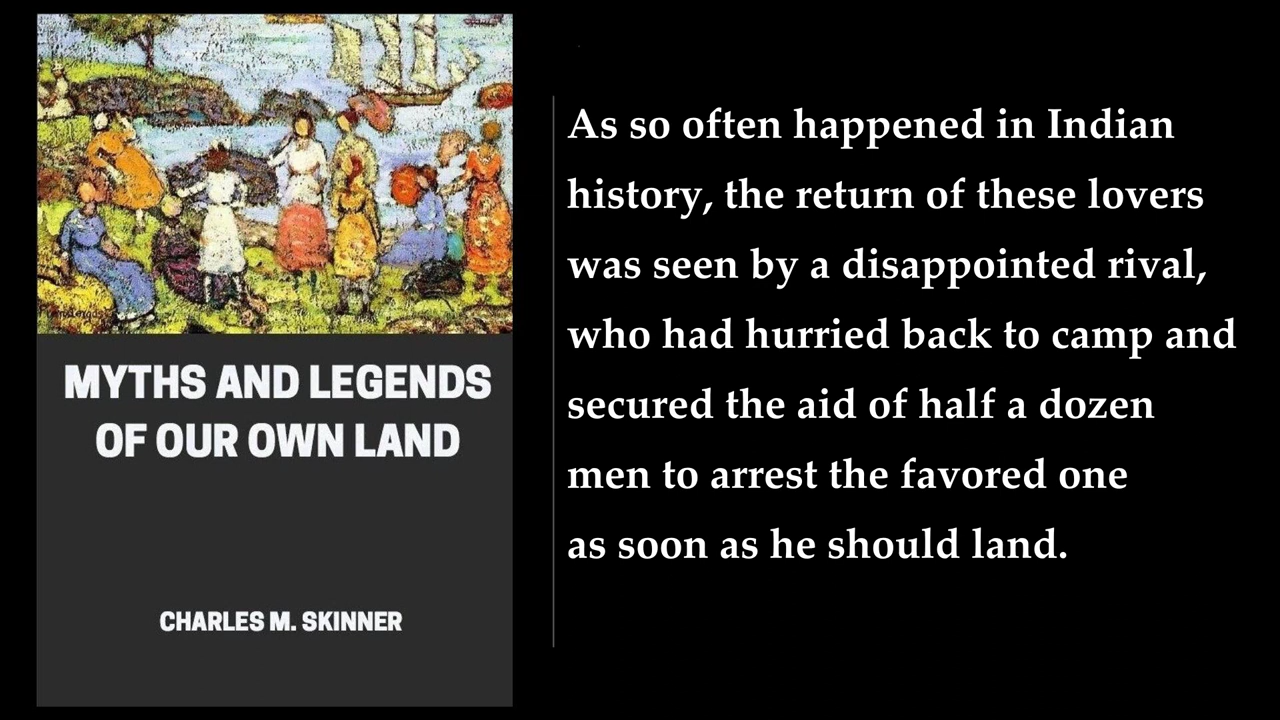 MYTHS AND LEGENDS
OF OUR OWN LAND
CHARLES M. SKINNER
As so often happened in Indian
history, the return of these lovers
was seen by a disappointed rival,
who had hurried back to camp and
secured the aid of half a dozen
men to arrest the favored one
as soon as he should land.